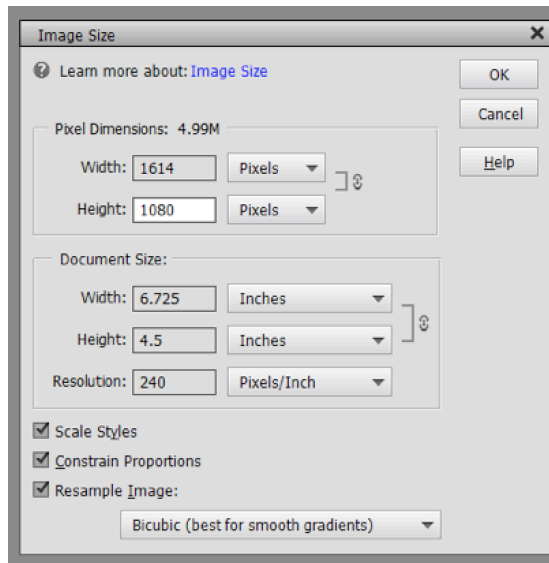 Image Size
Learn more about: Image Size
OK
Cancel
Help
Pixel Dimensions: 4.99M
Width: 1614 Pixels
Height: 1080 Pixels
Document Size:
Width: 6.725 Inches
Height: 4.5 Inches
Resolution: 240 Pixels/Inch
Scale Styles
Constrain Proportions
Resample Image:
Bicubic (best for smooth gradients)